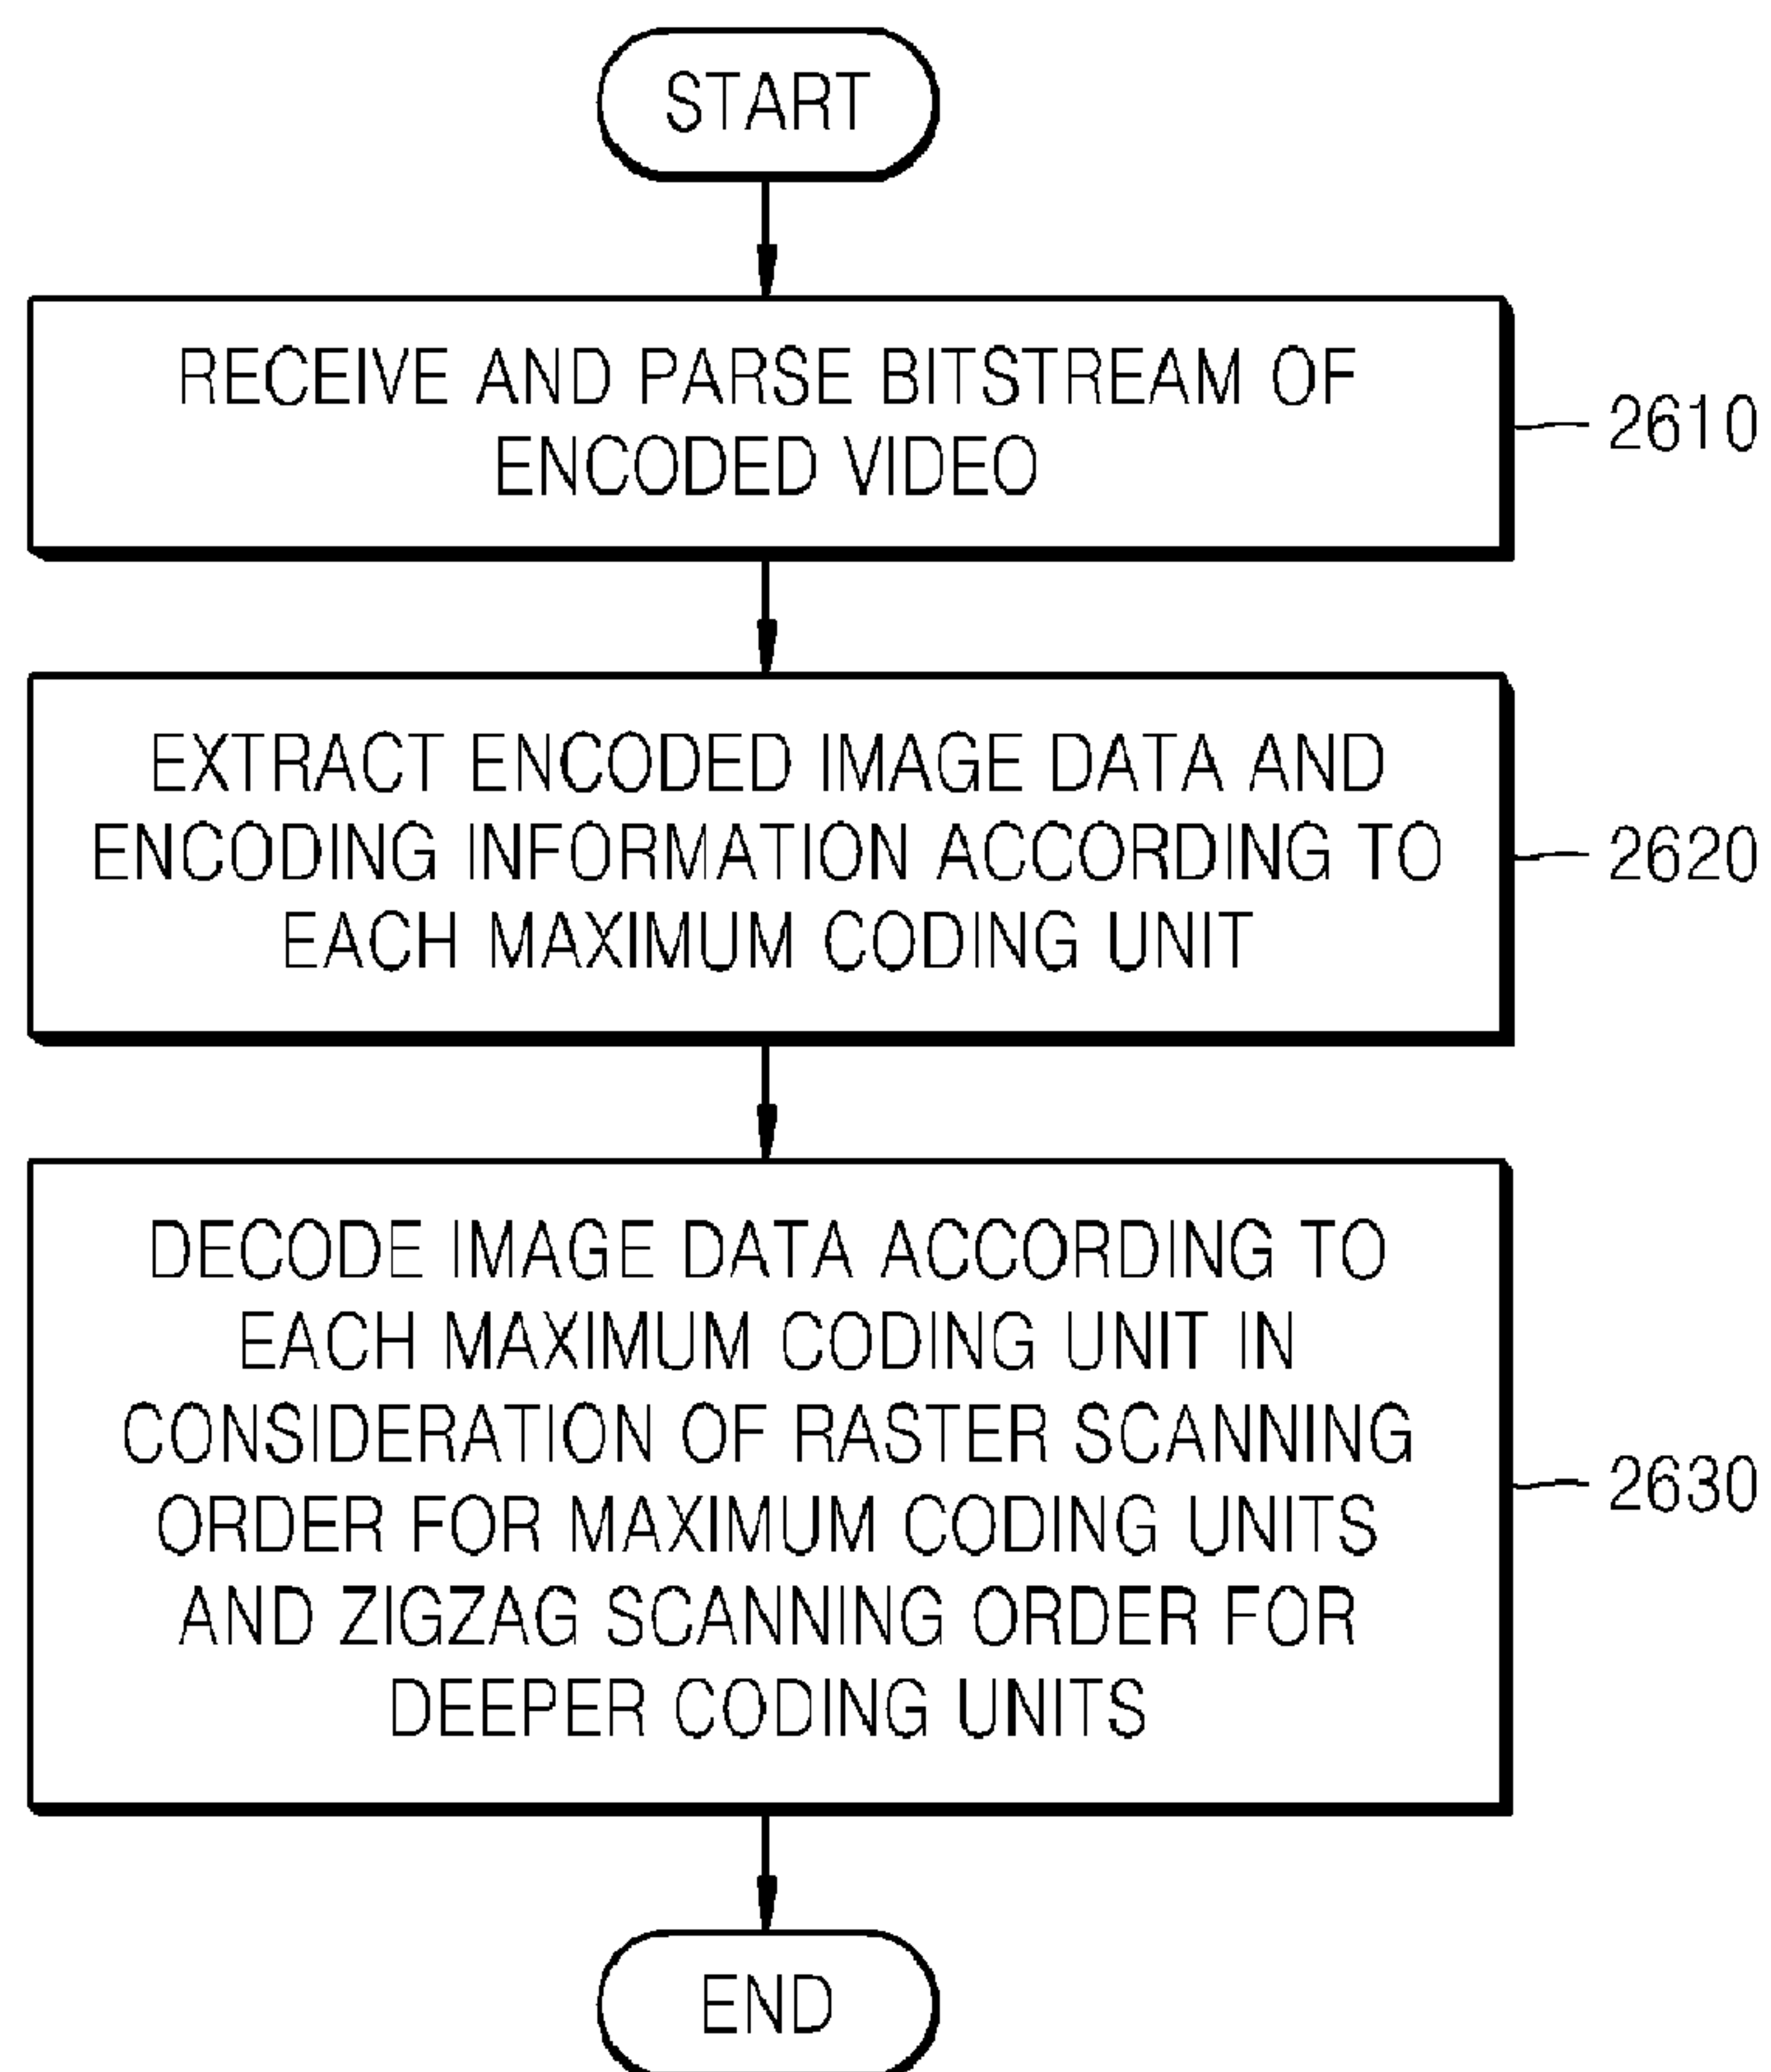 START
RECEIVE AND PARSE BITSTREAM OF
ENCODED VIDEO
2610
EXTRACT ENCODED IMAGE DATA AND
ENCODING INFORMATION ACCORDING TO
EACH MAXIMUM CODING UNIT
2620
DECODE IMAGE DATA ACCORDING TO
EACH MAXIMUM CODING UNIT IN
CONSIDERATION OF RASTER SCANNING
ORDER FOR MAXIMUM CODING UNITS
AND ZIGZAG SCANNING ORDER FOR
DEEPER CODING UNITS
2630
END